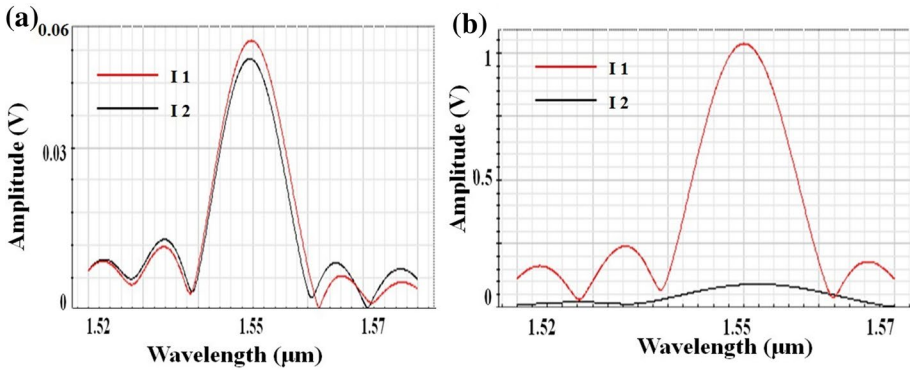 (a)
0.06
0.03
0
Amplitude (V)
I 1
I 2
1.52
1.55
1.57
Wavelength (μm)
(b)
1
0.5
0
Amplitude (V)
I 1
I 2
1.52
1.55
1.57
Wavelength (μm)